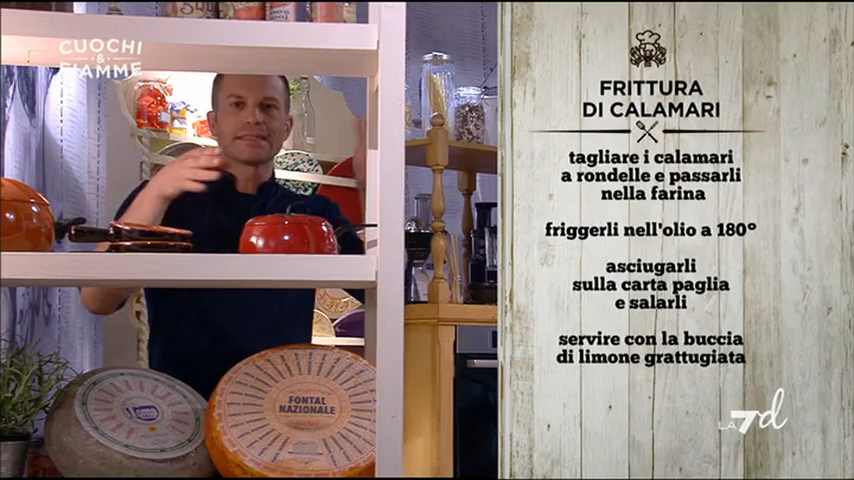 CUOCHI
&
FIAMME
FRITTURA
DI CALAMARI
tagliare i calamari
a rondelle e passarli
nella farina
friggerli nell'olio a 180°
asciugarli
sulla carta paglia
e salarli
servire con la buccia
di limone grattugiata
FONTAL
NAZIONALE
LA7d